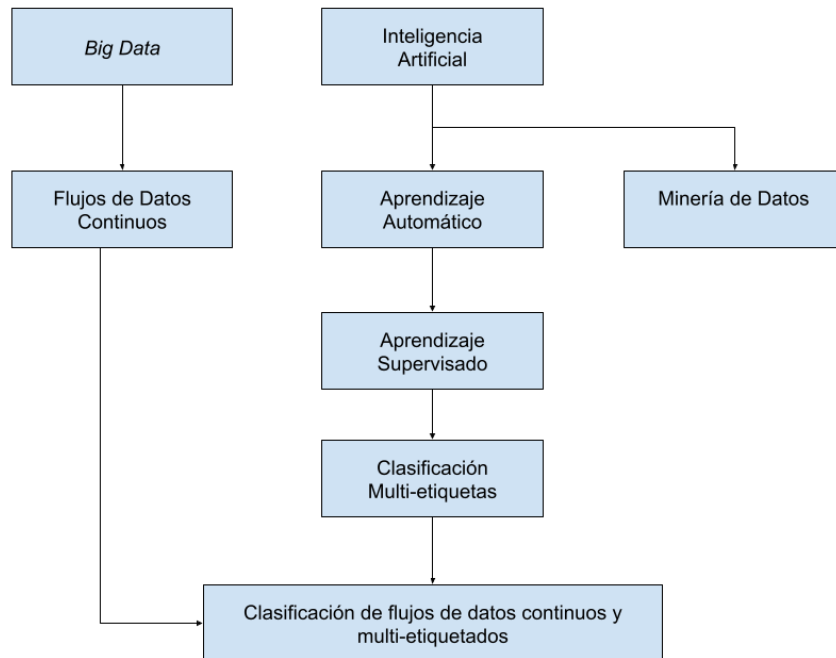 Big Data
Inteligencia
Artificial
Flujos de Datos
Continuos
Aprendizaje
Automático
Minería de Datos
Aprendizaje
Supervisado
Clasificación
Multi-etiquetas
Clasificación de flujos de datos continuos y
multi-etiquetados